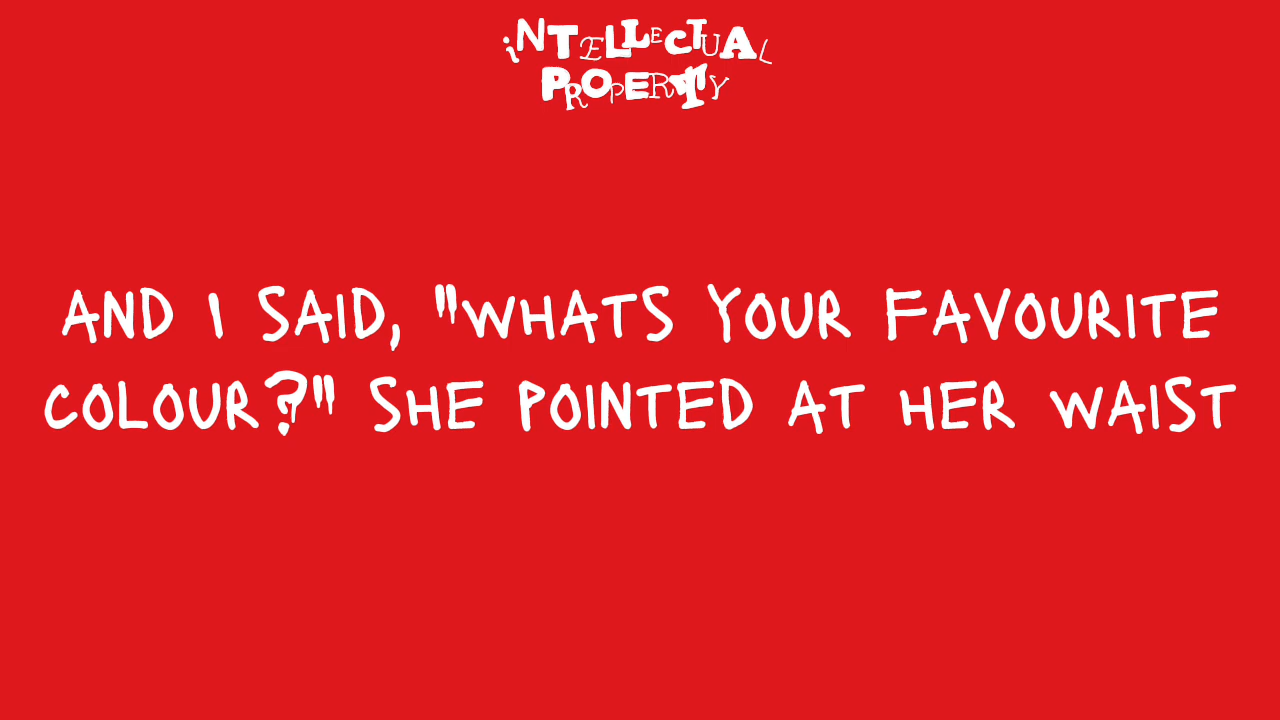 iNTELLECTUAL
PROPERTY
AND I SAID, "WHATS YOUR FAVOURITE
COLOUR?" SHE POINTED AT HER WAIST